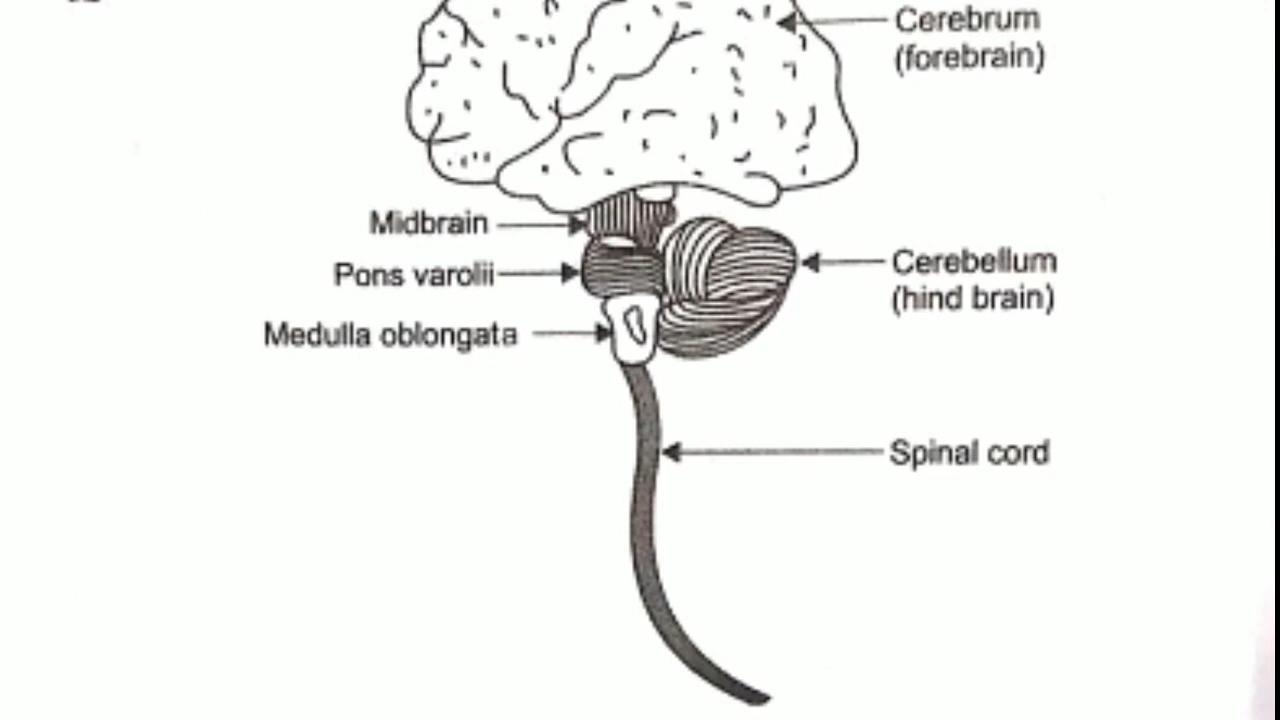 Cerebrum
(forebrain)
Midbrain
Pons varolii
Cerebellum
(hind brain)
Medulla oblongata
Spinal cord